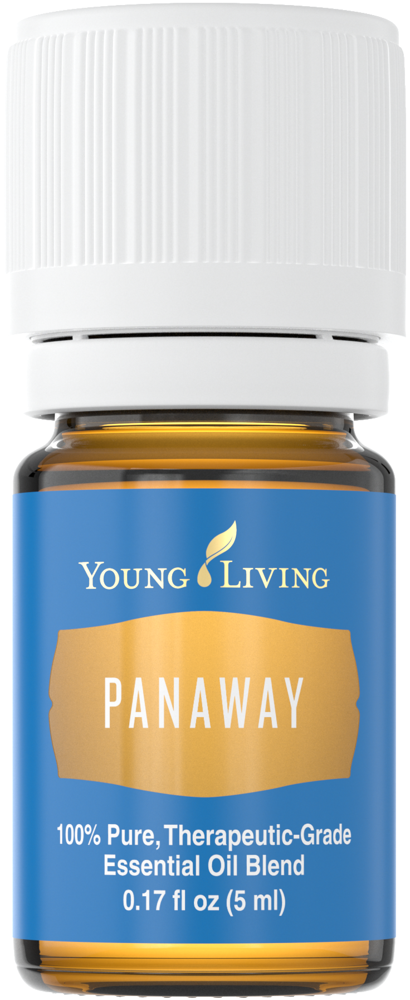 YOUNG LIVING
PANAWAY
100% Pure, Therapeutic-Grade
Essential Oil Blend
0.17 fl oz (5 ml)